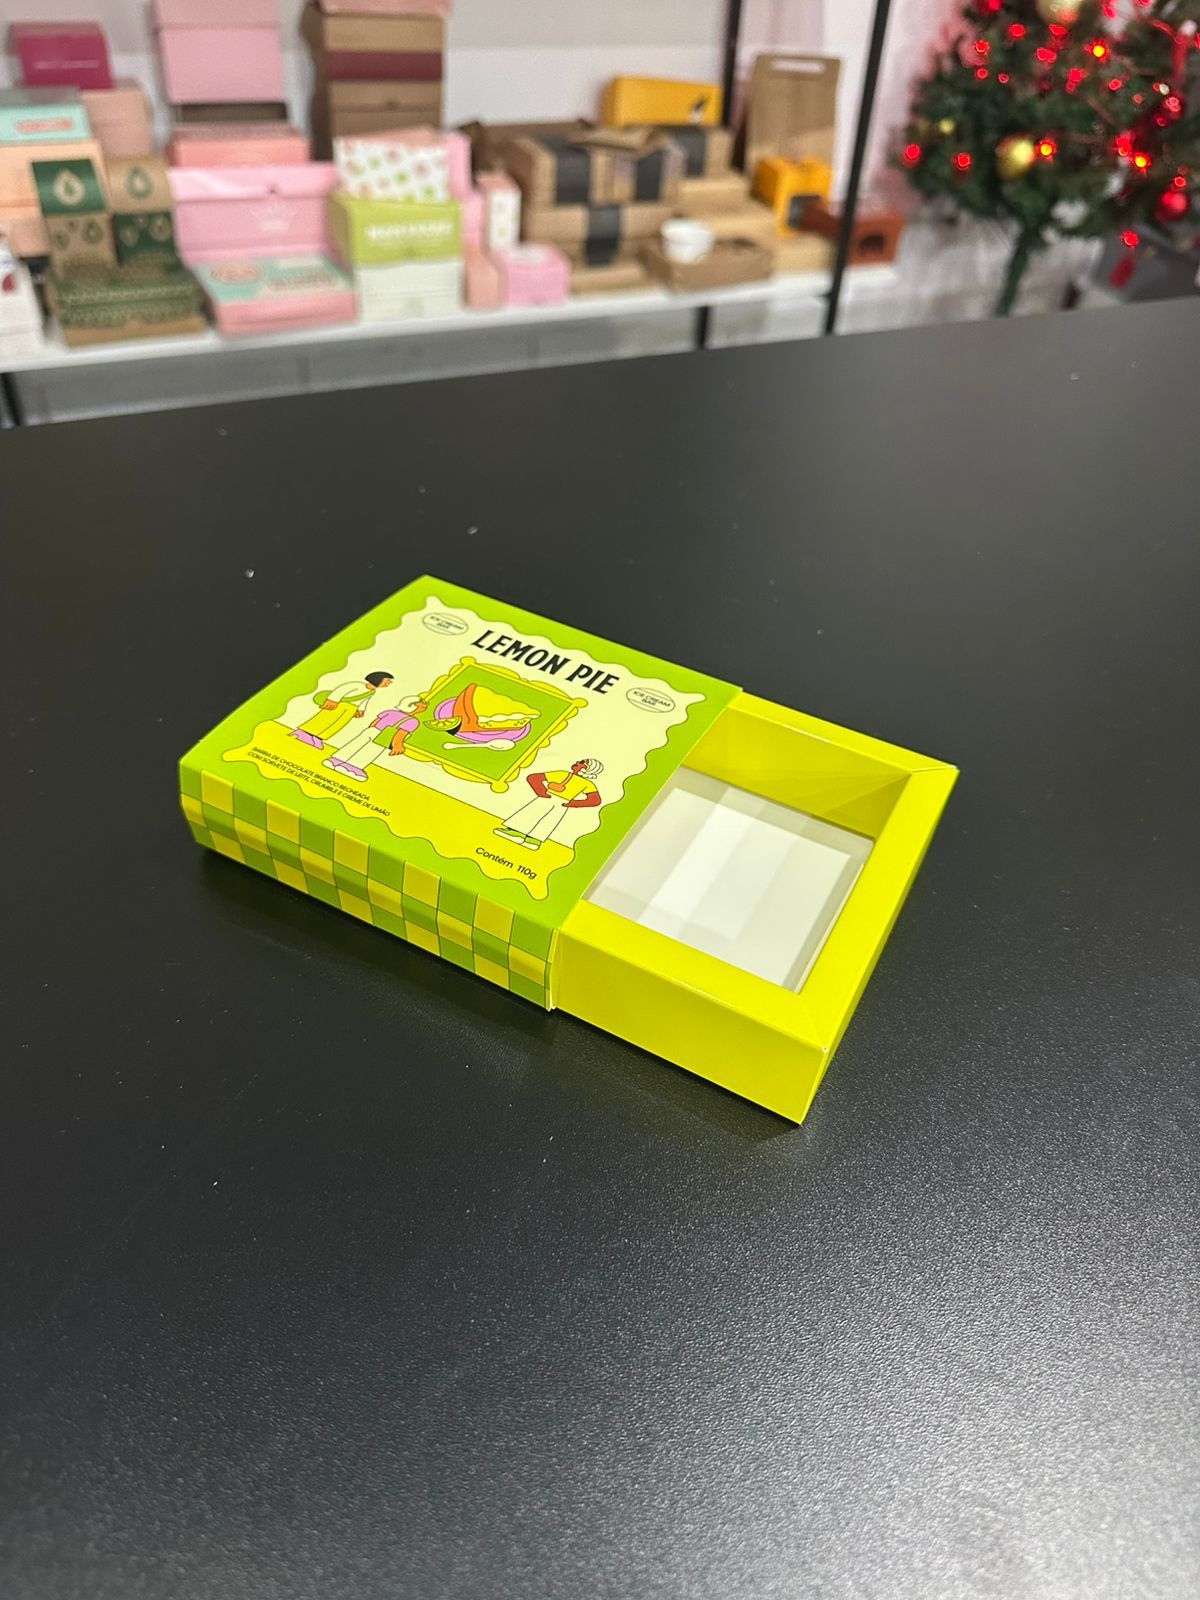 ICE CREAM
BAR
LEMON PIE
ICE CREAM
BAR
BARRA DE CHOCOLATE BRANCO RECHEADA
COM SORVETE DE LEITE, CRUMBLE E CREME DE LIMÃO
Contém 110g